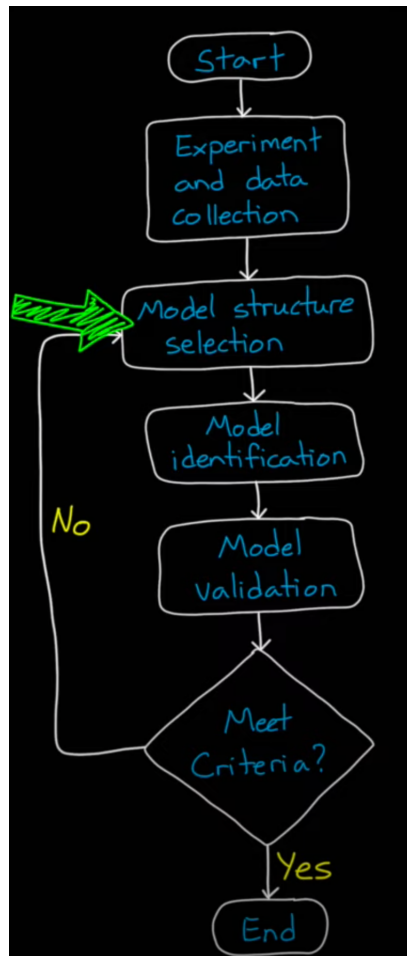 Start
Experiment
and data
collection
Model structure
selection
Model
identification
No
Model
validation
Meet
Criteria?
Yes
End